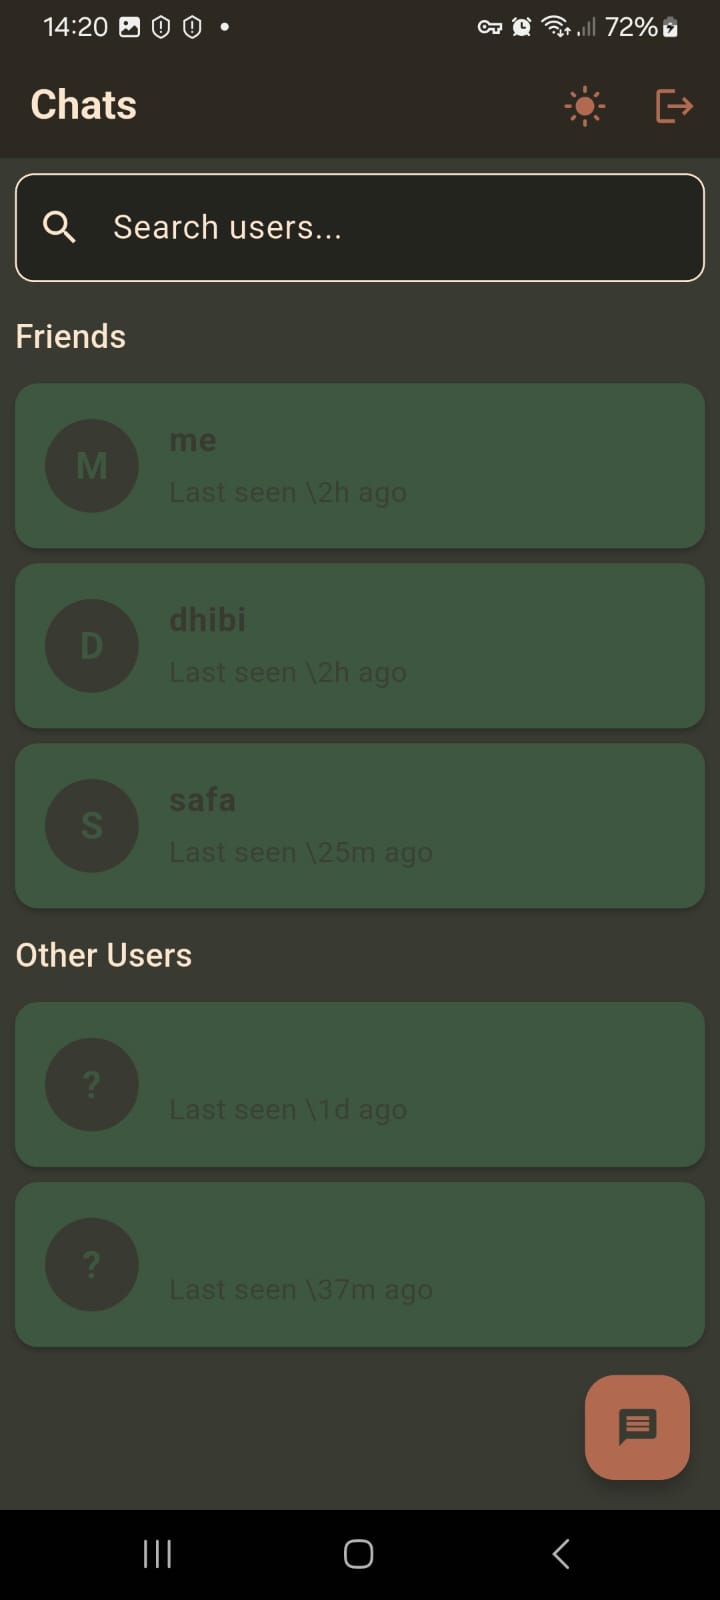 14:20 72%
Chats
Search users...
Friends
M
me
Last seen \2h ago
D
dhibi
Last seen \2h ago
S
safa
Last seen \25m ago
Other Users
?
Last seen \1d ago
?
Last seen \37m ago